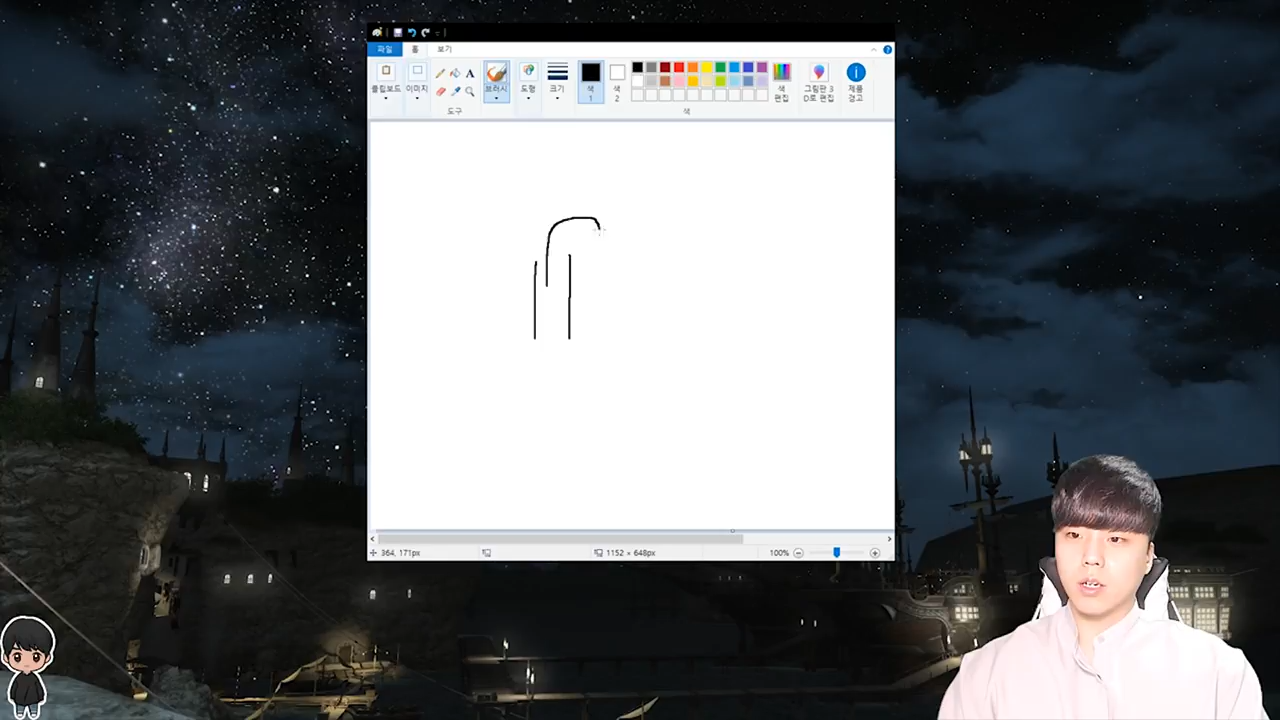 파일 홈 보기
클립보드 이미지 A 브러시 도형 크기 색 1 색 2 색 편집 그림판 3D로 편집 제품 경고
도구 색
364, 171px 1152 × 648px 100%